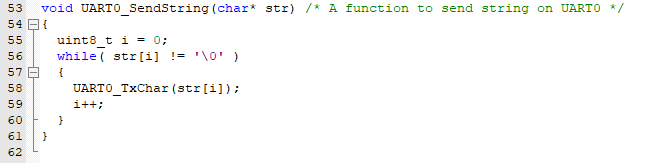 53 void UART0_SendString(char* str) /* A function to send string on UART0 */
54 {
55 uint8_t i = 0;
56 while( str[i] != '\0' )
57 {
58 UART0_TxChar(str[i]);
59 i++;
60 }
61 }
62